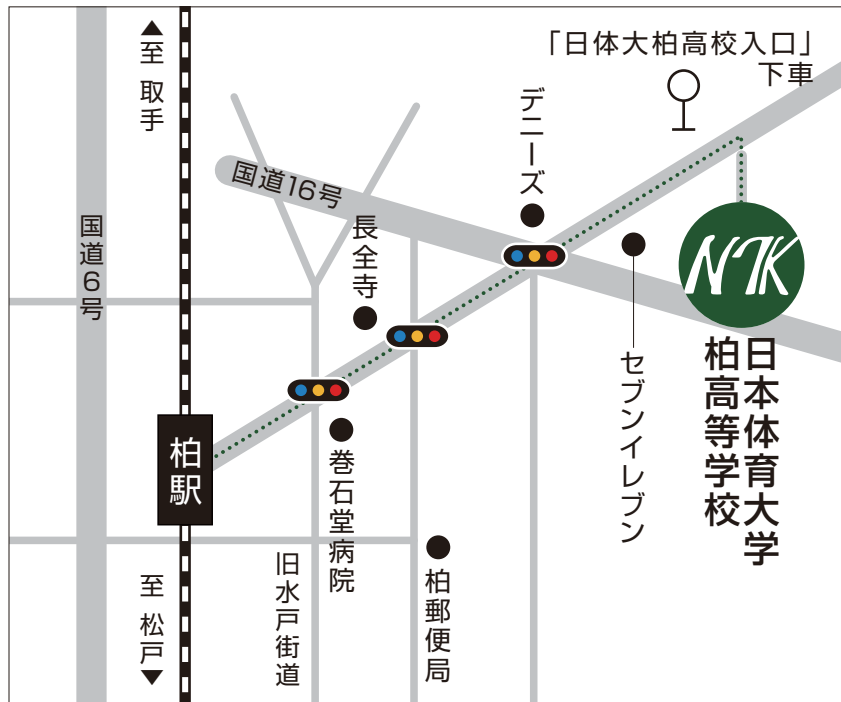 ▲至 取手
国道6号
国道16号
長全寺
デニーズ
「日体大柏高校入口」
下車
NTK
柏駅
巻石堂病院
セブンイレブン
日本体育大学
柏高等学校
至 松戸▼
旧水戸街道
柏郵便局